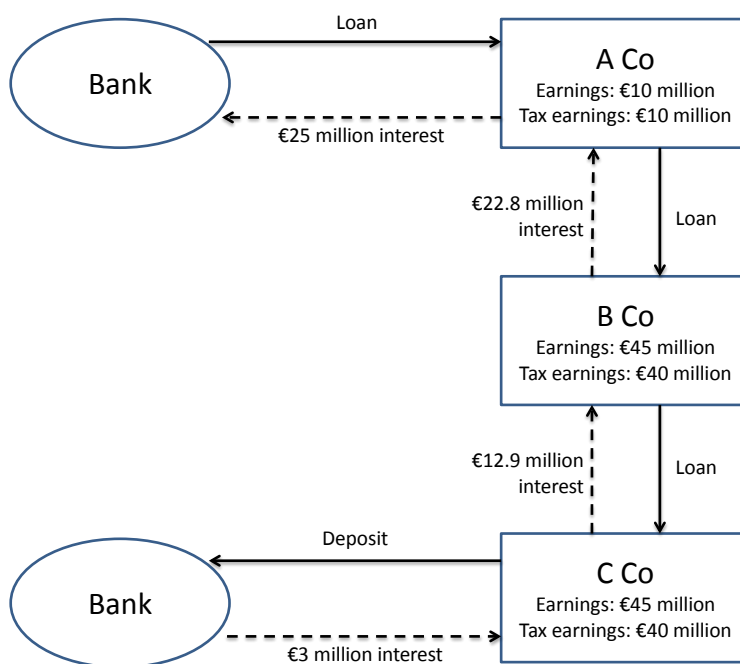 Loan
Bank
A Co
Earnings: €10 million
Tax earnings: €10 million
€25 million interest
€22.8 million
interest
Loan
B Co
Earnings: €45 million
Tax earnings: €40 million
€12.9 million
interest
Loan
Deposit
Bank
C Co
Earnings: €45 million
Tax earnings: €40 million
€3 million interest